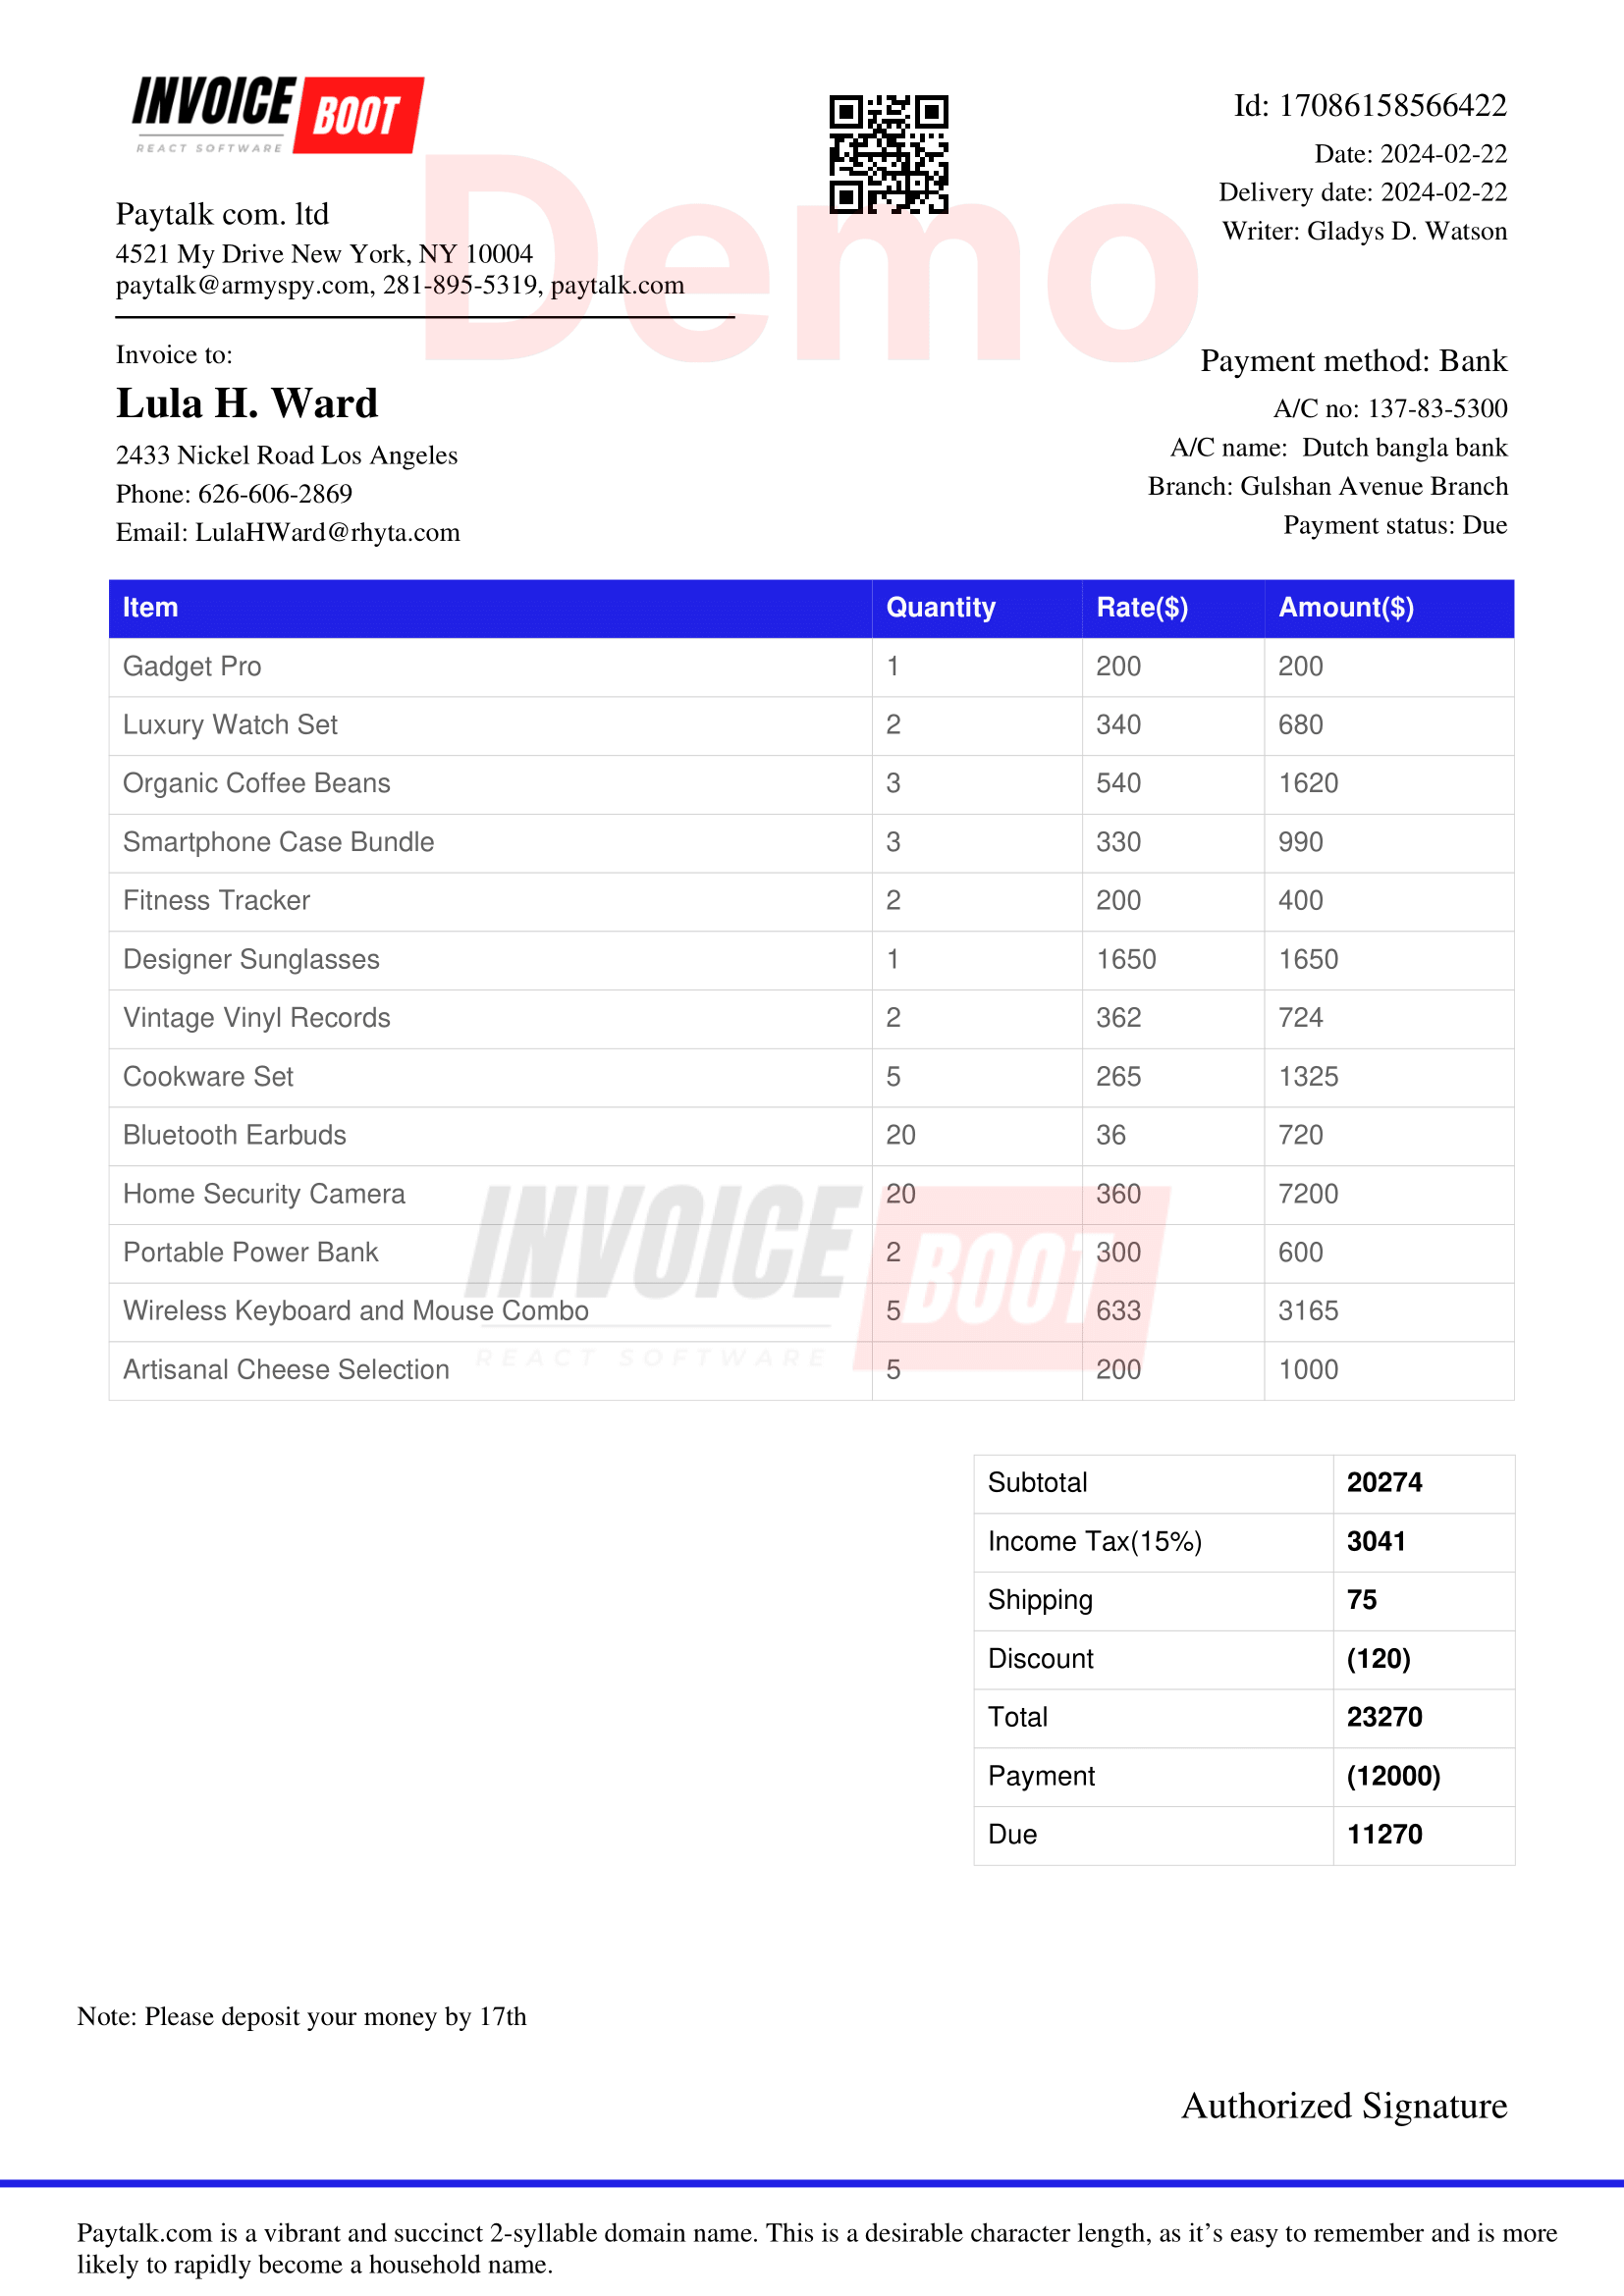 INVOICE BOOT
REACT SOFTWARE
Demo
Id: 17086158566422
Date: 2024-02-22
Delivery date: 2024-02-22
Writer: Gladys D. Watson
Paytalk com. ltd
4521 My Drive New York, NY 10004
paytalk@armyspy.com, 281-895-5319, paytalk.com
Invoice to:
Lula H. Ward
2433 Nickel Road Los Angeles
Phone: 626-606-2869
Email: LulaHWard@rhyta.com
Payment method: Bank
A/C no: 137-83-5300
A/C name:  Dutch bangla bank
Branch: Gulshan Avenue Branch
Payment status: Due
Item Quantity Rate($) Amount($)
Gadget Pro 1 200 200
Luxury Watch Set 2 340 680
Organic Coffee Beans 3 540 1620
Smartphone Case Bundle 3 330 990
Fitness Tracker 2 200 400
Designer Sunglasses 1 1650 1650
Vintage Vinyl Records 2 362 724
Cookware Set 5 265 1325
Bluetooth Earbuds 20 36 720
Home Security Camera 20 360 7200
Portable Power Bank 2 300 600
Wireless Keyboard and Mouse Combo 5 633 3165
Artisanal Cheese Selection 5 200 1000
INVOICE BOOT
REACT SOFTWARE
Subtotal 20274
Income Tax(15%) 3041
Shipping 75
Discount (120)
Total 23270
Payment (12000)
Due 11270
Note: Please deposit your money by 17th
Authorized Signature
Paytalk.com is a vibrant and succinct 2-syllable domain name. This is a desirable character length, as it’s easy to remember and is more
likely to rapidly become a household name.